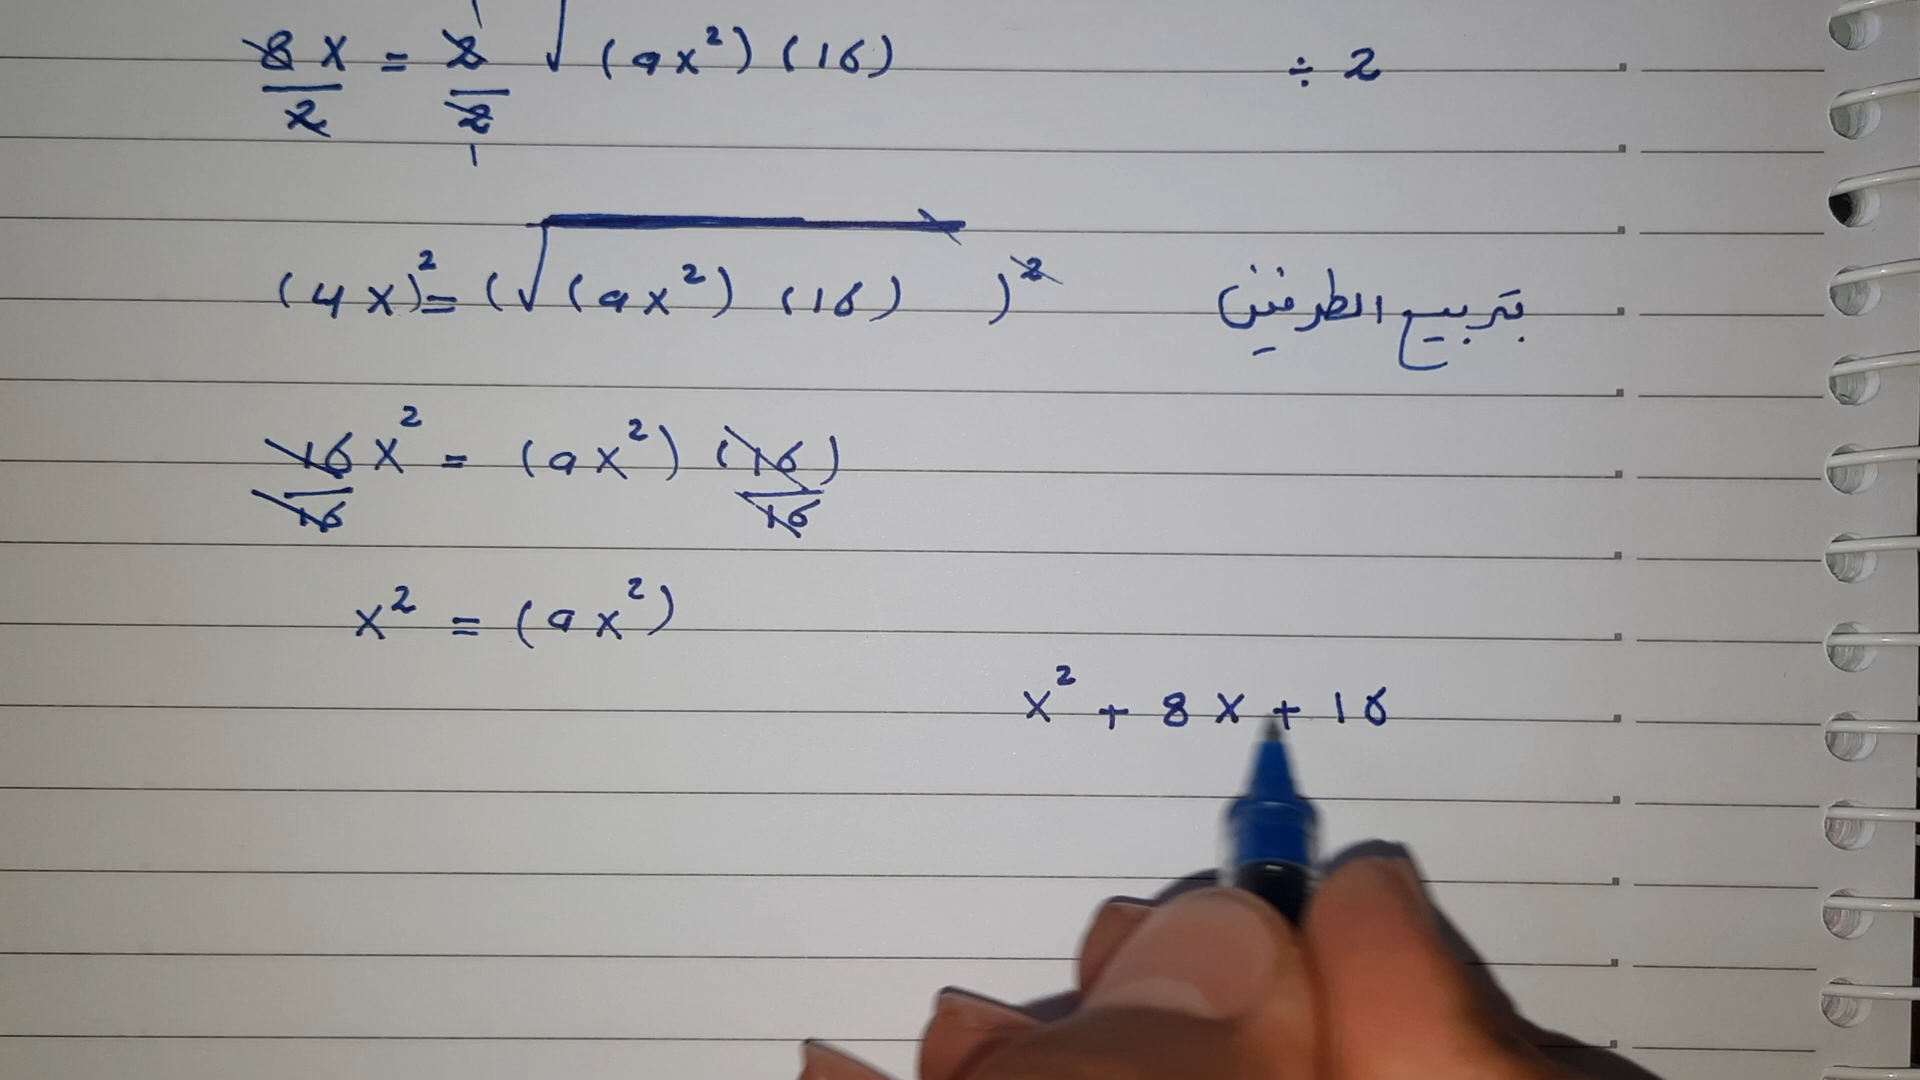 8x/2 = 2/2 √(ax²)(16) ÷ 2
1
(4x)² = (√(ax²)(16))² بتربيع الطرفين
16x²/16 = (ax²)(16)/16
x² = (ax²)
x² + 8x + 16